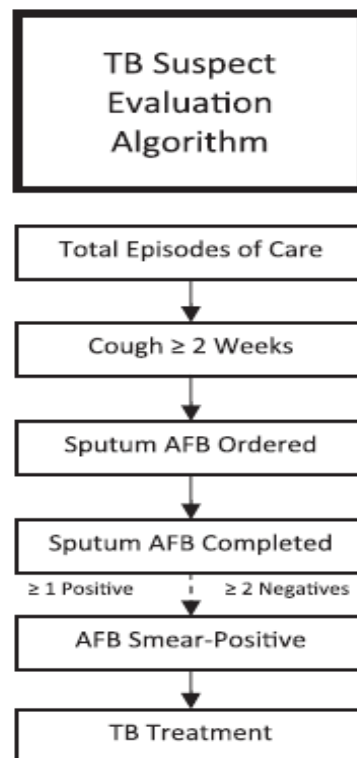 TB Suspect
Evaluation
Algorithm
Total Episodes of Care
Cough ≥ 2 Weeks
Sputum AFB Ordered
Sputum AFB Completed
≥ 1 Positive ≥ 2 Negatives
AFB Smear-Positive
TB Treatment